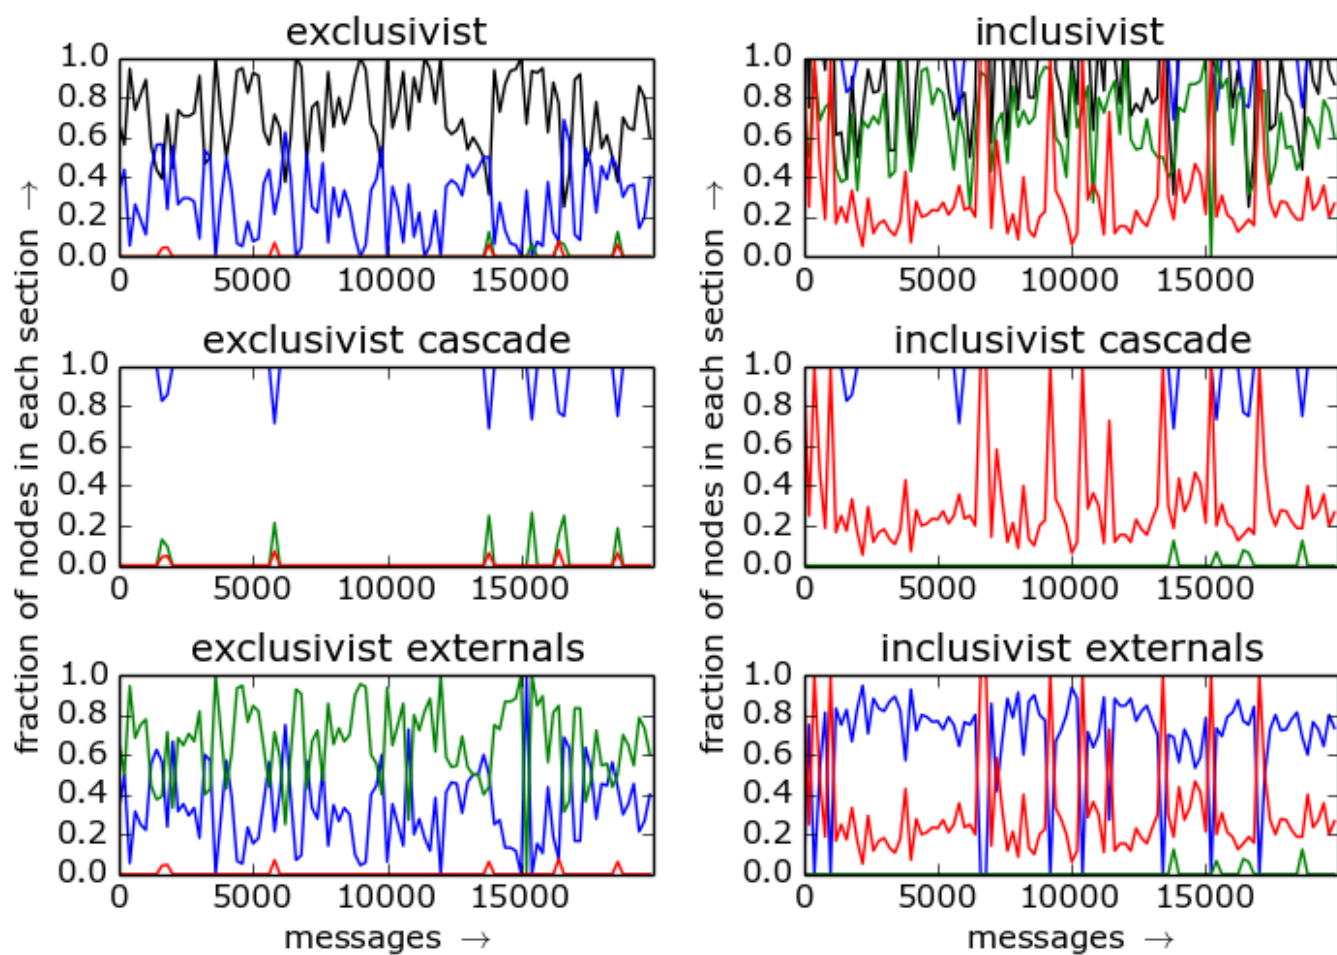 exclusivist
1.0
0.8
0.6
0.4
0.2
0.0
0 5000 10000 15000
inclusivist
1.0
0.8
0.6
0.4
0.2
0.0
0 5000 10000 15000
exclusivist cascade
1.0
0.8
0.6
0.4
0.2
0.0
0 5000 10000 15000
inclusivist cascade
1.0
0.8
0.6
0.4
0.2
0.0
0 5000 10000 15000
exclusivist externals
1.0
0.8
0.6
0.4
0.2
0.0
0 5000 10000 15000
inclusivist externals
1.0
0.8
0.6
0.4
0.2
0.0
0 5000 10000 15000
fraction of nodes in each section →
fraction of nodes in each section →
messages →
messages →